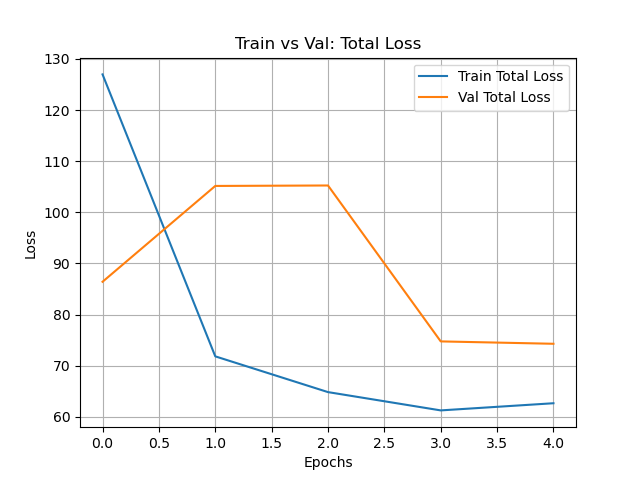 Train vs Val: Total Loss
Train Total Loss
Val Total Loss
Loss
130
120
110
100
90
80
70
60
0.0 0.5 1.0 1.5 2.0 2.5 3.0 3.5 4.0
Epochs